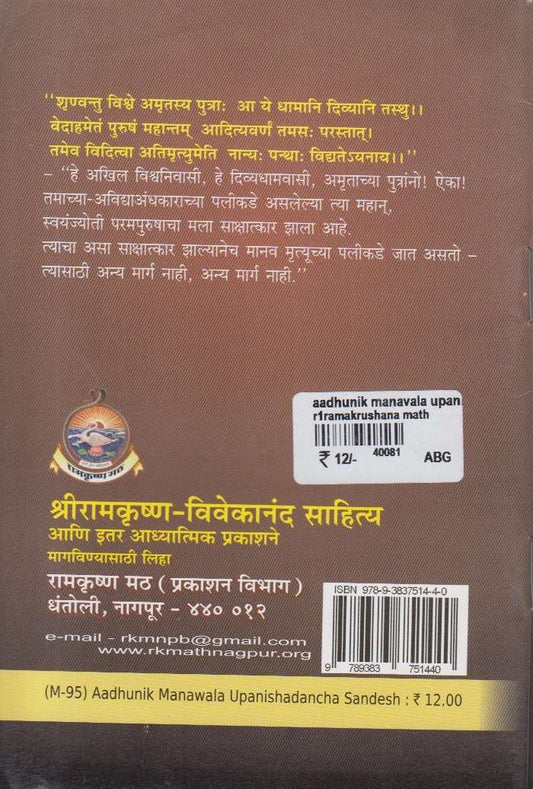 “शृण्वन्तु विश्वे अमृतस्य पुत्राः आ ये धामानि दिव्यानि तस्थु।।
वेदाहमेतं पुरुषं महान्तम् आदित्यवर्णं तमसः परस्तात्।
तमेव विदित्वा अतिमृत्युमेति नान्यः पन्थाः विद्यतेऽयनाय।।”
– “हे अखिल विश्वनिवासी, हे दिव्यधामवासी, अमृताच्या पुत्रांनो! ऐका!
तमाच्या-अविद्याअंधकाराच्या पलीकडे असलेल्या त्या महान्,
स्वयंज्योती परमपुरुषाचा मला साक्षात्कार झाला आहे.
त्याचा असा साक्षात्कार झाल्यानेच मानव मृत्यूच्या पलीकडे जात असतो –
त्यासाठी अन्य मार्ग नाही, अन्य मार्ग नाही.”
aadhunik manavala upan
r1ramakrushana math
40081
₹ 12/- ABG
रामकृष्ण मठ
श्रीरामकृष्ण-विवेकानंद साहित्य
आणि इतर आध्यात्मिक प्रकाशने
मागविण्यासाठी लिहा
रामकृष्ण मठ ( प्रकाशन विभाग )
धंतोली, नागपूर – ४४० ०१२
e-mail - rkmnpb@gmail.com
www.rkmathnagpur.org
ISBN 978-9-3837514-4-0
9 789383 751440
(M-95) Aadhunik Manawala Upanishadancha Sandesh : ₹ 12.00